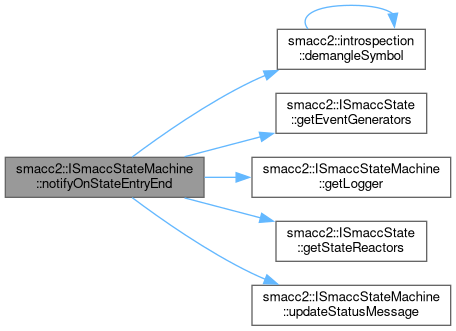 smacc2::introspection
::demangleSymbol
smacc2::ISmaccState
::getEventGenerators
smacc2::ISmaccStateMachine
::notifyOnStateEntryEnd
smacc2::ISmaccStateMachine
::getLogger
smacc2::ISmaccState
::getStateReactors
smacc2::ISmaccStateMachine
::updateStatusMessage